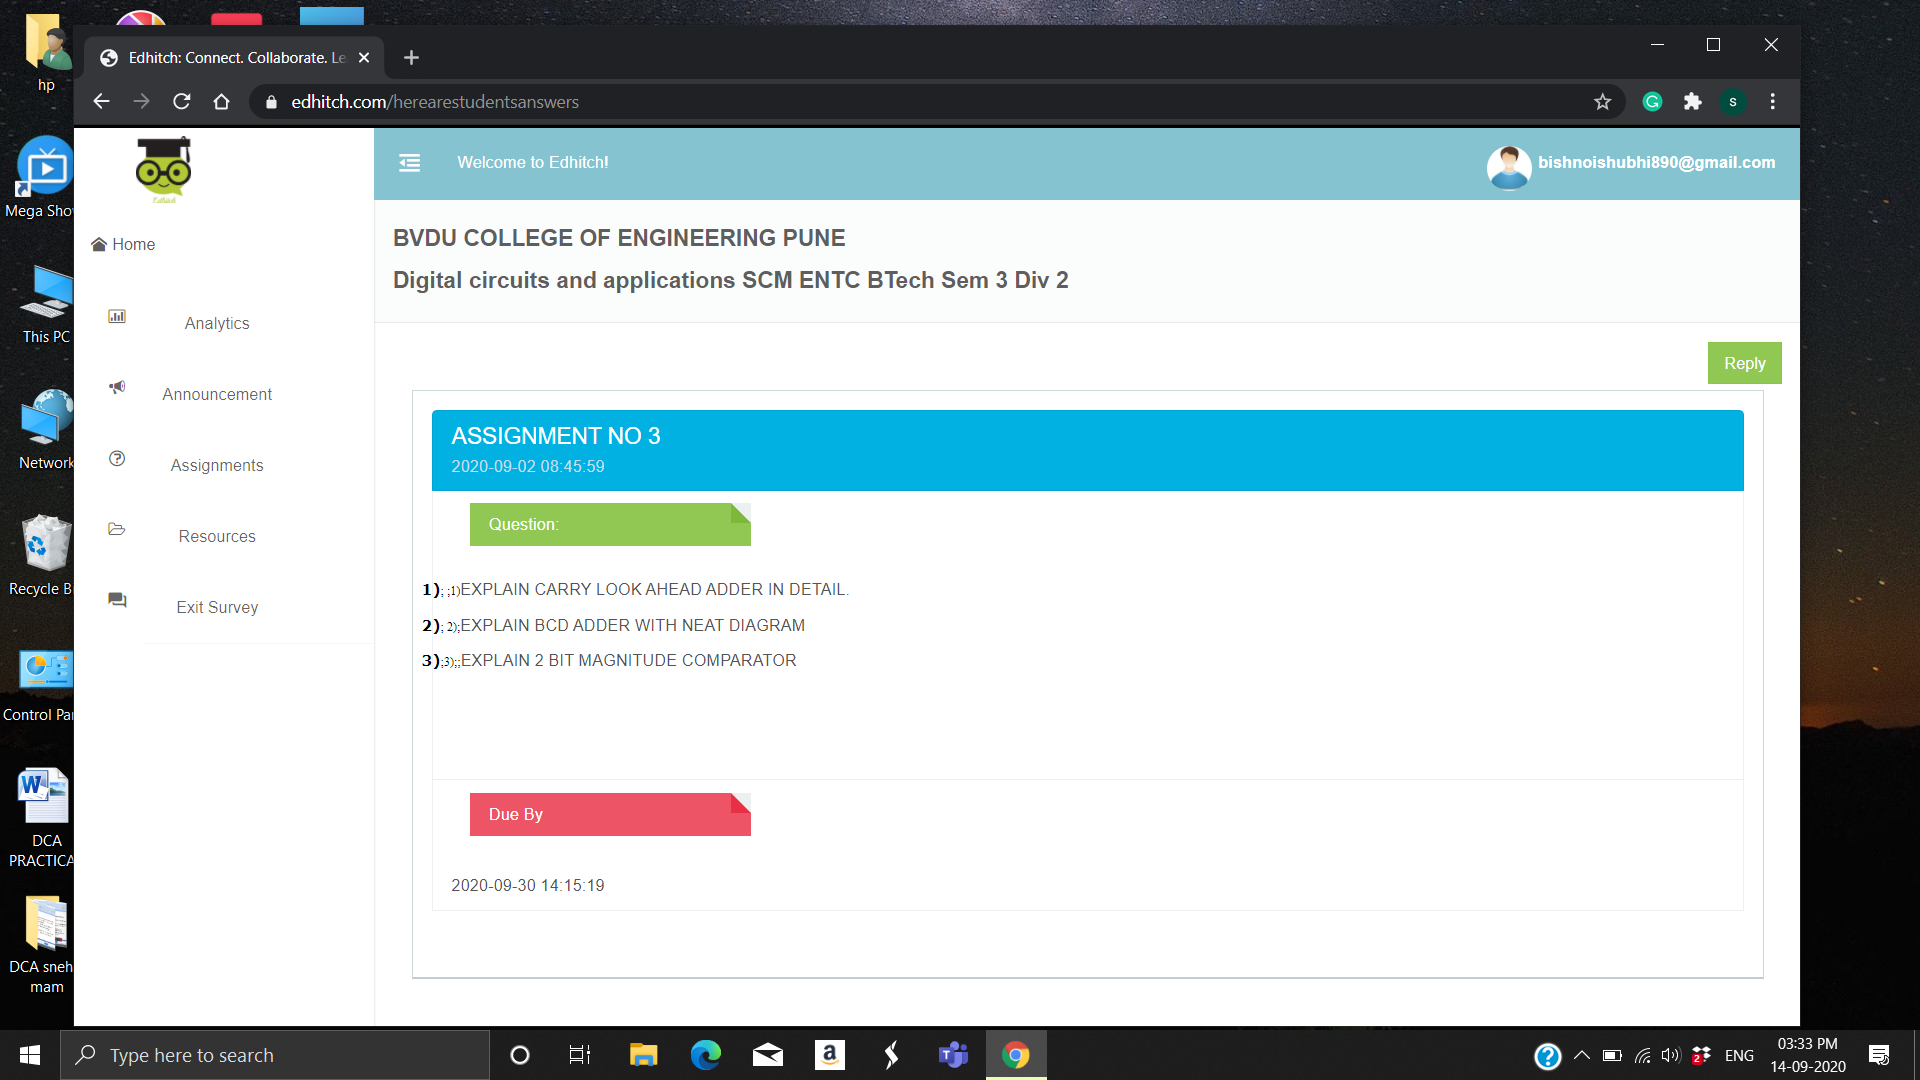 hp
Mega Sho
This PC
Network
Recycle B
Control Pa
DCA
PRACTICA
DCA sneh
mam
Edhitch: Connect. Collaborate. Le
edhitch.com/herearestudentsanswers
G
s
Edhitch
Home
Analytics
Announcement
Assignments
Resources
Exit Survey
Welcome to Edhitch!
bishnoishubhi890@gmail.com
BVDU COLLEGE OF ENGINEERING PUNE
Digital circuits and applications SCM ENTC BTech Sem 3 Div 2
Reply
ASSIGNMENT NO 3
2020-09-02 08:45:59
Question:
1); ;1)EXPLAIN CARRY LOOK AHEAD ADDER IN DETAIL.
2); 2);EXPLAIN BCD ADDER WITH NEAT DIAGRAM
3);3);;EXPLAIN 2 BIT MAGNITUDE COMPARATOR
Due By
2020-09-30 14:15:19
Type here to search
ENG
03:33 PM
14-09-2020